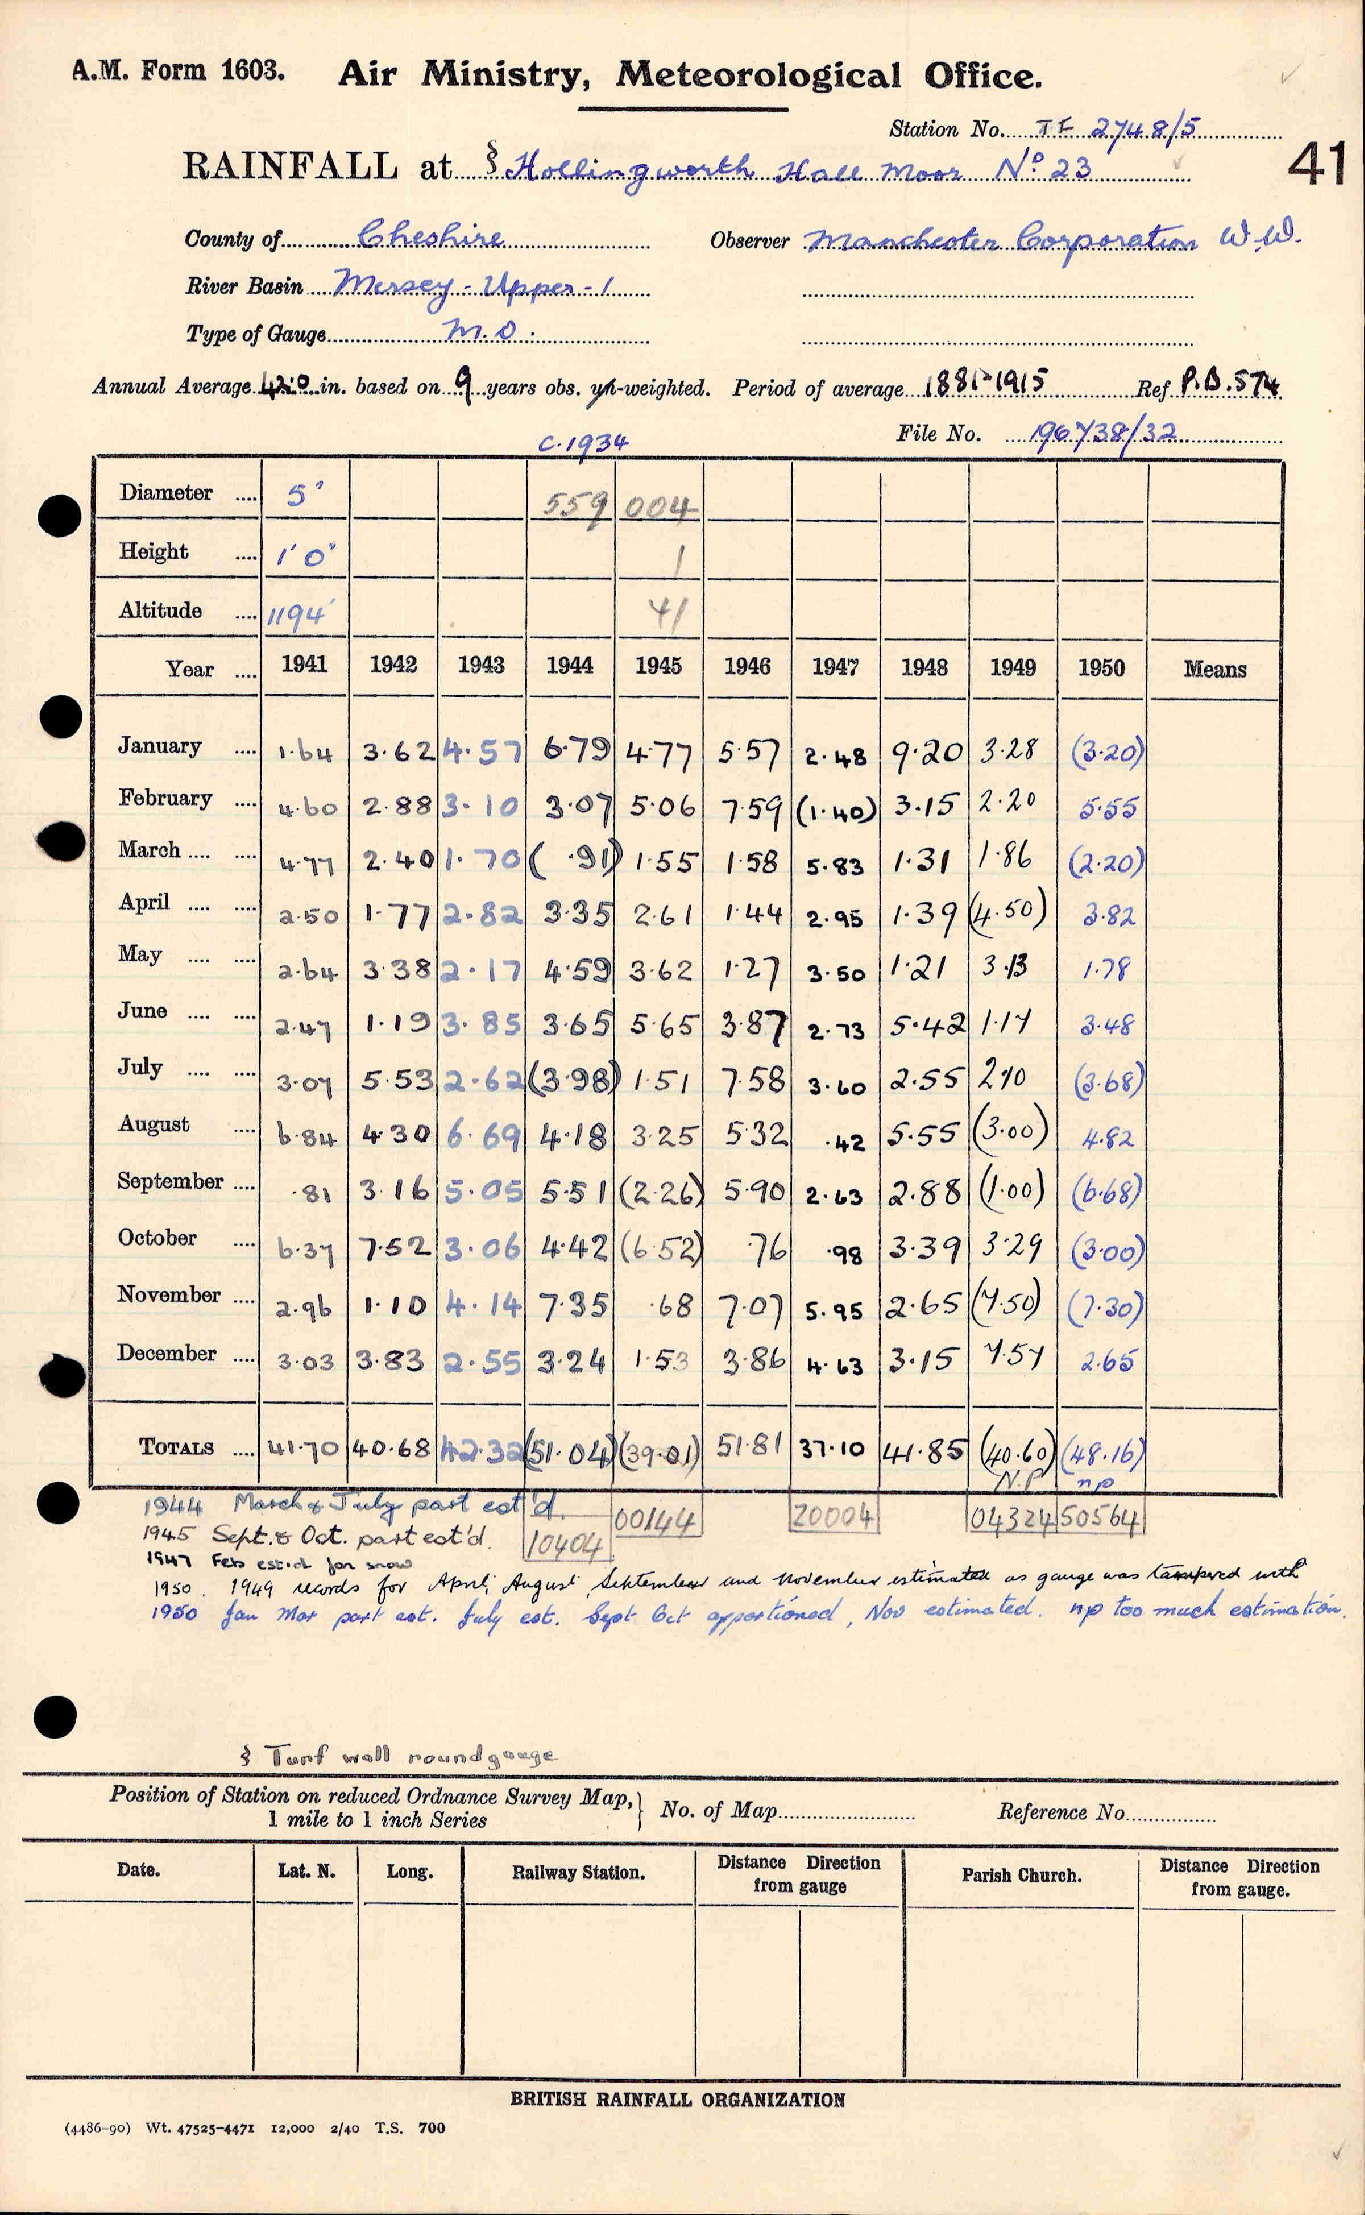 A.M. Form 1603. Air Ministry, Meteorological Office.
Station No. TF 2748/5
RAINFALL at § Hollingworth Hall Moor No. 23 41
County of Cheshire Observer Manchester Corporation W.W.
River Basin Mersey - Upper - 1
Type of Gauge M.O.
Annual Average 42.0 in. based on 9 years obs. un-weighted. Period of average 1881-1915 Ref P.B.574
c.1934 File No. 196738/32
Diameter .... 5" 559 004
Height .... 1'0" 1
Altitude .... 1194' 41
Year .... 1941 1942 1943 1944 1945 1946 1947 1948 1949 1950 Means
January .... 1.64 3.62 4.57 6.79 4.77 5.57 2.48 9.20 3.28 (3.20)
February .... 4.60 2.88 3.10 3.07 5.06 7.59 (1.40) 3.15 2.20 5.55
March .... .... 4.77 2.40 1.70 ( .91) 1.55 1.58 5.83 1.31 1.86 (2.20)
April .... .... 2.50 1.77 2.82 3.35 2.61 1.44 2.95 1.39 (4.50) 3.82
May .... .... 2.64 3.38 2.17 4.59 3.62 1.27 3.50 1.21 3.13 1.78
June .... .... 2.47 1.19 3.85 3.65 5.65 3.87 2.73 5.42 1.17 3.48
July .... .... 3.07 5.53 2.62 (3.98) 1.51 7.58 3.60 2.55 2.10 (3.68)
August .... 6.84 4.30 6.69 4.18 3.25 5.32 .42 5.55 (3.00) 4.82
September .... .81 3.16 5.05 5.51 (2.26) 5.90 2.63 2.88 (1.00) (6.68)
October .... 6.37 7.52 3.06 4.42 (6.52) .76 .98 3.39 3.29 (3.00)
November .... 2.96 1.10 4.14 7.35 .68 7.07 5.95 2.65 (7.50) (7.30)
December .... 3.03 3.83 2.55 3.24 1.53 3.86 4.63 3.15 7.57 2.65
TOTALS .... 41.70 40.68 42.32 (51.04) (39.01) 51.81 37.10 41.85 (40.60) (48.16)
N.P. np
1944 March & July part est'd. 10404 00144 20004 04324 50564
1945 Sept. & Oct. part est'd.
1947 Feb est'd for snow
1950. 1949 records for April, August, September and November estimated as gauge was tampered with
1950 Jan Mar part est. July est. Sept Oct apportioned, Nov estimated. np too much estimation.
§ Turf wall round gauge
Position of Station on reduced Ordnance Survey Map, 1 mile to 1 inch Series } No. of Map Reference No.
Date. Lat. N. Long. Railway Station. Distance Direction from gauge Parish Church. Distance Direction from gauge.
BRITISH RAINFALL ORGANIZATION
(4486-90) Wt. 47525-4471 12,000 2/40 T.S. 700